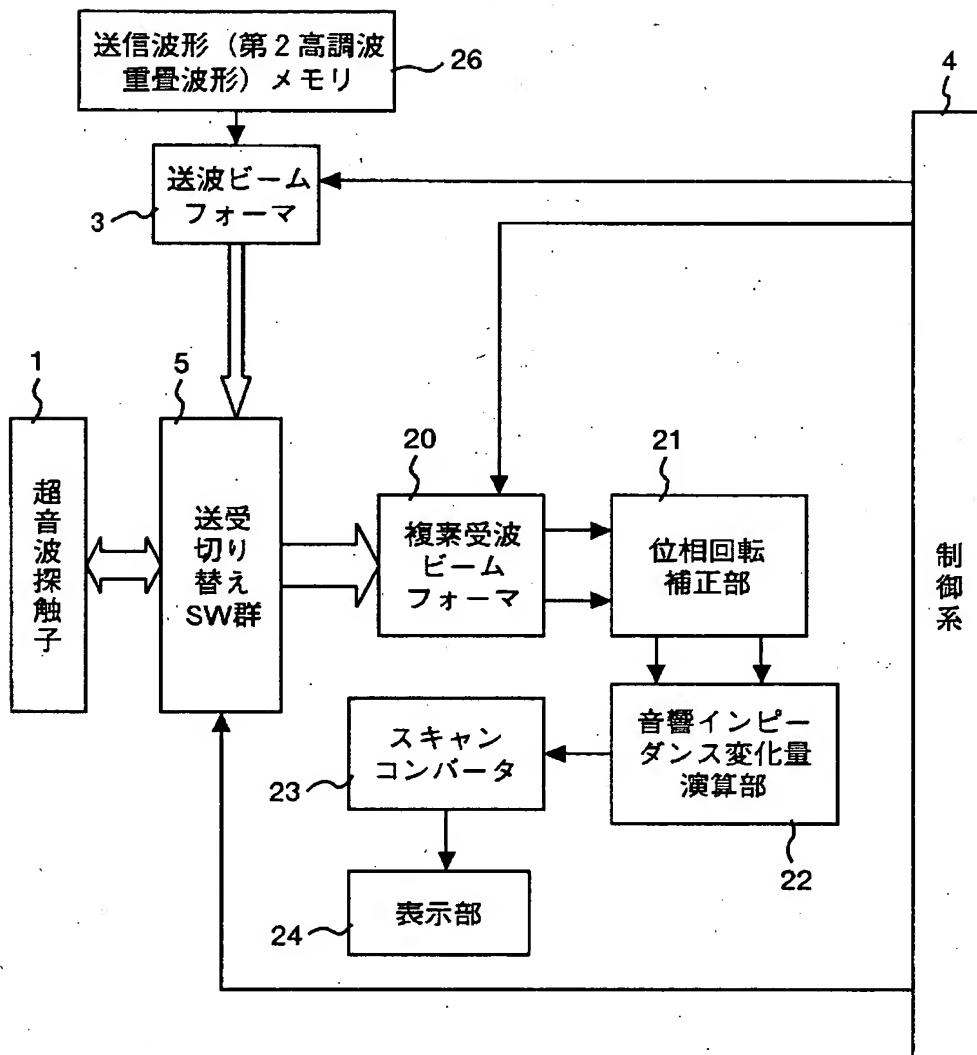 送信波形（第２高調波
重畳波形）メモリ
26
4
送波ビーム
フォーマ
3
1
5
超音波探触子
送受
切り
替え
SW群
20
複素受波
ビーム
フォーマ
21
位相回転
補正部
制御系
スキャン
コンバータ
23
音響インピー
ダンス変化量
演算部
22
表示部
24